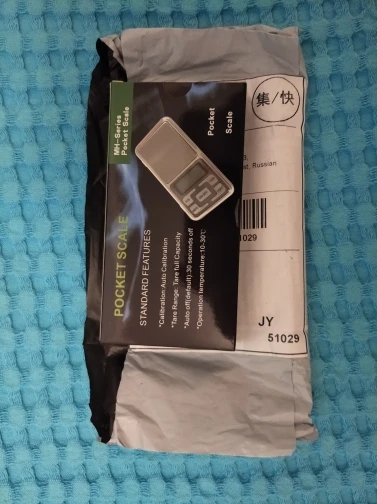 MH-Series
Pocket Scale
Pocket
Scale
POCKET SCALE
STANDARD FEATURES
*Calibration:Auto Calibration
*Tare Range: Tare full Capacity
*Auto off(default):30 seconds off
*Operation temperature:10-30℃
集/快
Russian
1029
JY
51029